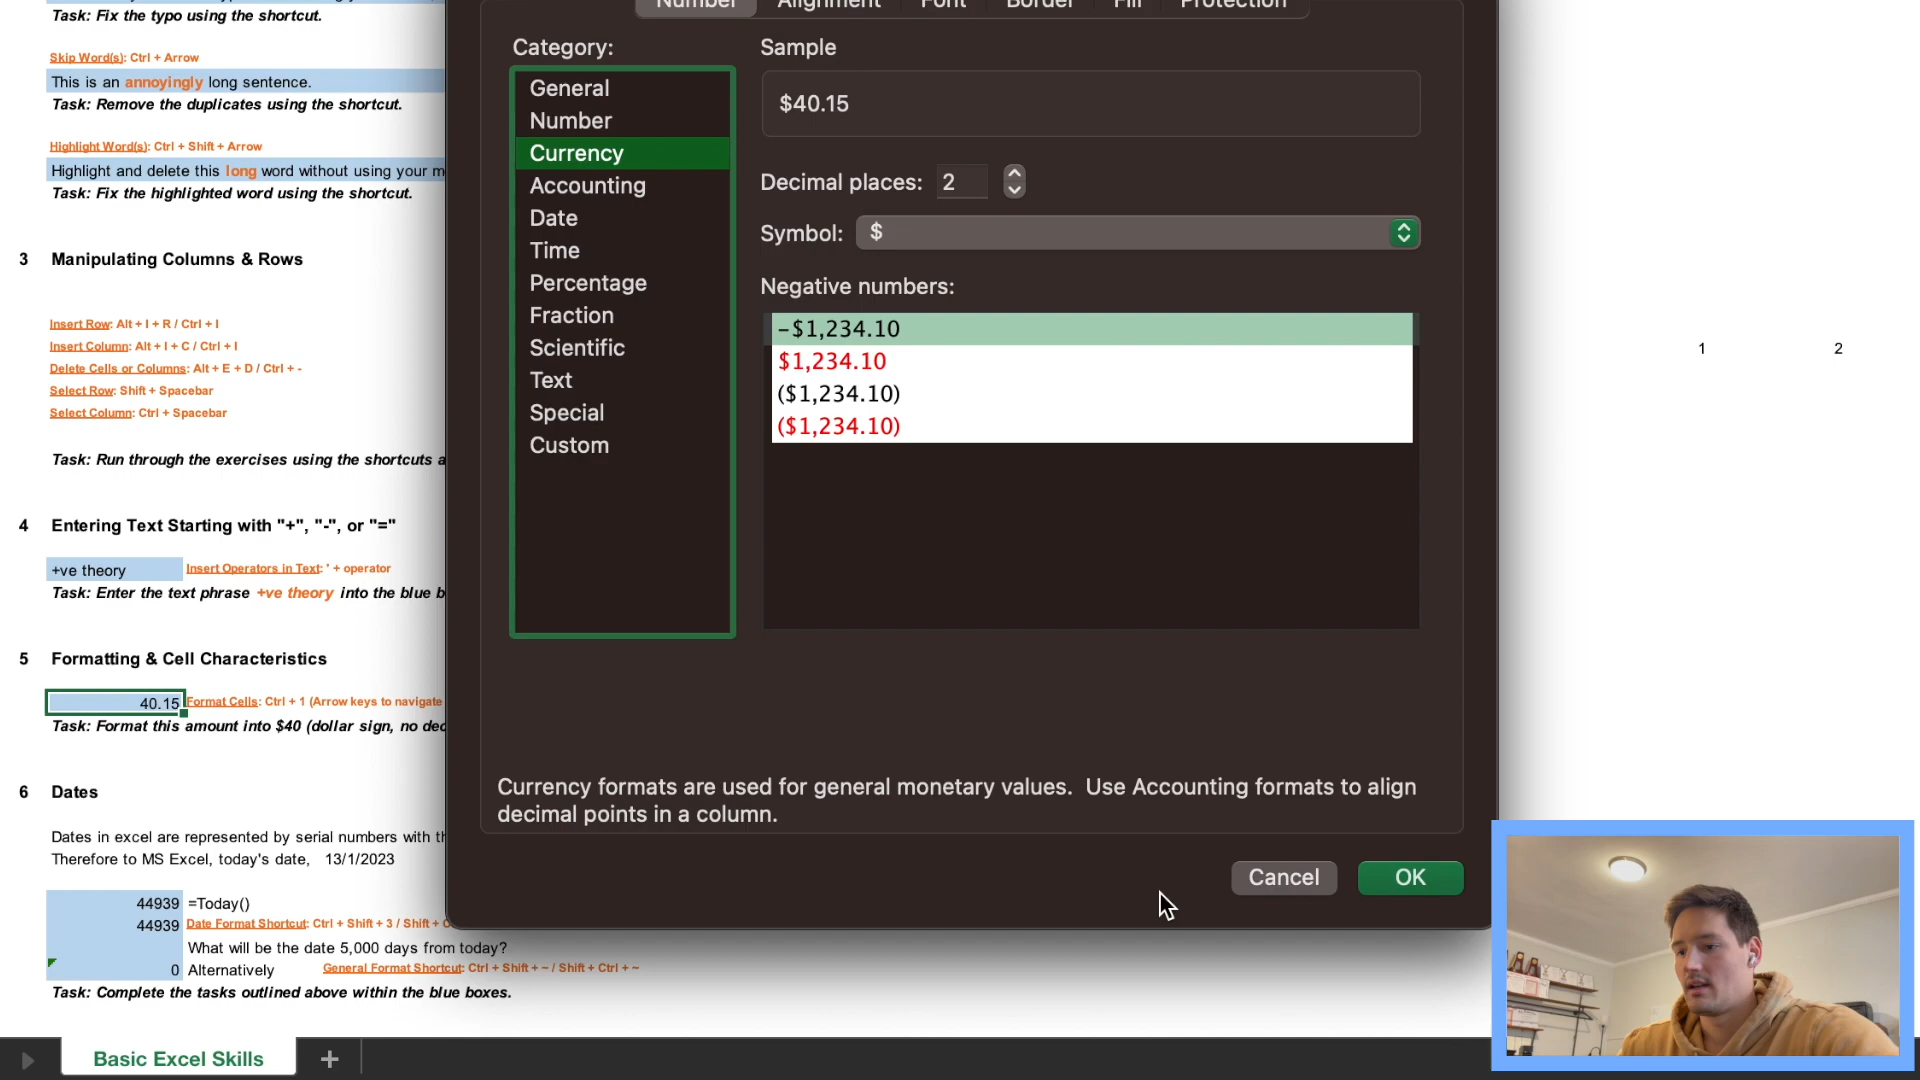 Task: Fix the typo using the shortcut.
Skip Word(s): Ctrl + Arrow
This is an annoyingly long sentence.
Task: Remove the duplicates using the shortcut.
Highlight Word(s): Ctrl + Shift + Arrow
Highlight and delete this long word without using your m
Task: Fix the highlighted word using the shortcut.
3 Manipulating Columns & Rows
Insert Row: Alt + I + R / Ctrl + I
Insert Column: Alt + I + C / Ctrl + I
Delete Cells or Columns: Alt + E + D / Ctrl + -
Select Row: Shift + Spacebar
Select Column: Ctrl + Spacebar
Task: Run through the exercises using the shortcuts a
4 Entering Text Starting with "+", "-", or "="
+ve theory Insert Operators in Text: ' + operator
Task: Enter the text phrase +ve theory into the blue b
5 Formatting & Cell Characteristics
40.15 Format Cells: Ctrl + 1 (Arrow keys to navigate
Task: Format this amount into $40 (dollar sign, no dec
6 Dates
Dates in excel are represented by serial numbers with th
Therefore to MS Excel, today's date, 13/1/2023
44939 =Today()
44939 Date Format Shortcut: Ctrl + Shift + 3 / Shift + C
What will be the date 5,000 days from today?
0 Alternatively General Format Shortcut: Ctrl + Shift + ~ / Shift + Ctrl + ~
Task: Complete the tasks outlined above within the blue boxes.
Basic Excel Skills +
Number Alignment Font Border Fill Protection
Category:
General
Number
Currency
Accounting
Date
Time
Percentage
Fraction
Scientific
Text
Special
Custom
Sample
$40.15
Decimal places: 2
Symbol: $
Negative numbers:
-$1,234.10
$1,234.10
($1,234.10)
($1,234.10)
Currency formats are used for general monetary values. Use Accounting formats to align
decimal points in a column.
Cancel OK
1 2